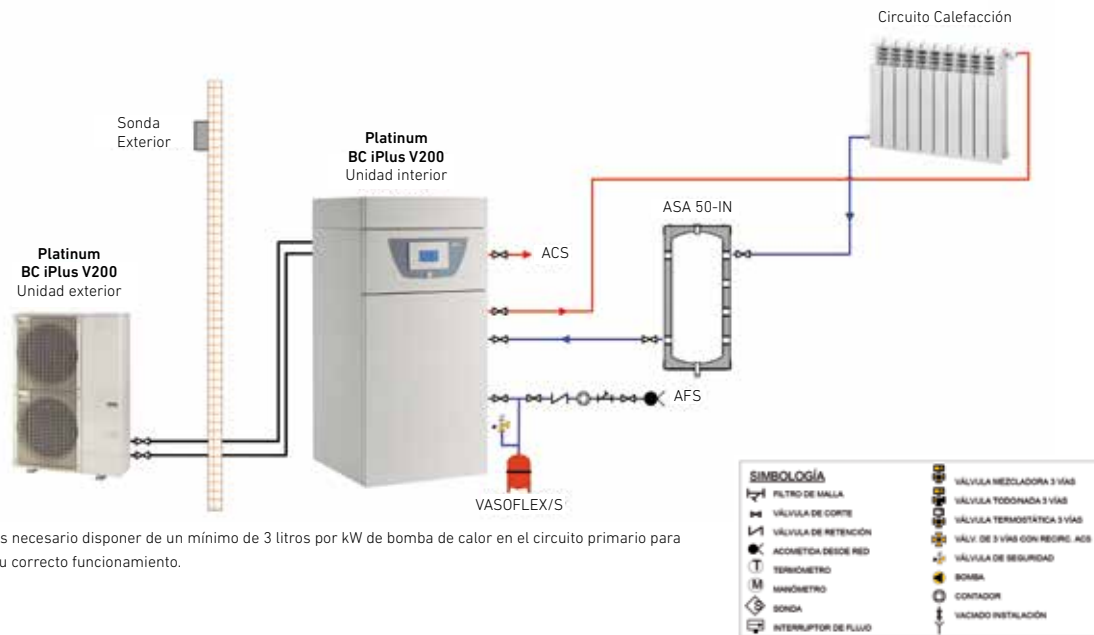 Circuito Calefacción
Sonda
Exterior
Platinum
BC iPlus V200
Unidad interior
ASA 50-IN
ACS
Platinum
BC iPlus V200
Unidad exterior
AFS
VASOFLEX/S
s necesario disponer de un mínimo de 3 litros por kW de bomba de calor en el circuito primario para
u correcto funcionamiento.
SIMBOLOGÍA
FILTRO DE MALLA
VÁLVULA DE CORTE
VÁLVULA DE RETENCIÓN
ACOMETIDA DESDE RED
T TERMÓMETRO
M MANÓMETRO
S SONDA
INTERRUPTOR DE FLUJO
VÁLVULA MEZCLADORA 3 VÍAS
VÁLVULA TODO/NADA 3 VÍAS
VÁLVULA TERMOSTÁTICA 3 VÍAS
VÁLV. DE 3 VÍAS CON RECIRC. ACS
VÁLVULA DE SEGURIDAD
BOMBA
CONTADOR
VACIADO INSTALACIÓN